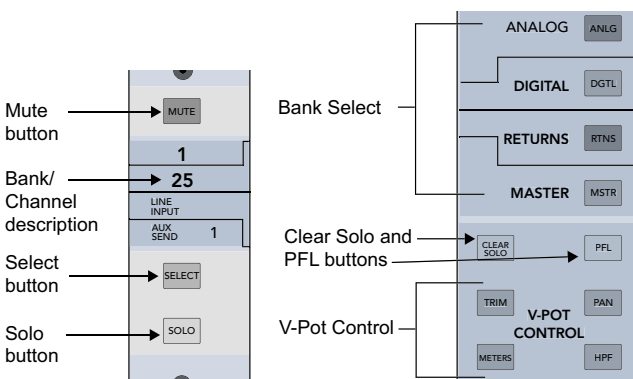 Mute
button
MUTE
1
Bank/
Channel
description
25
LINE
INPUT
AUX
SEND
1
Select
button
SELECT
Solo
button
SOLO
Bank Select
ANALOG
ANLG
DIGITAL
DGTL
RETURNS
RTNS
MASTER
MSTR
Clear Solo and
PFL buttons
CLEAR
SOLO
PFL
V-Pot Control
TRIM
PAN
V-POT
CONTROL
METERS
HPF